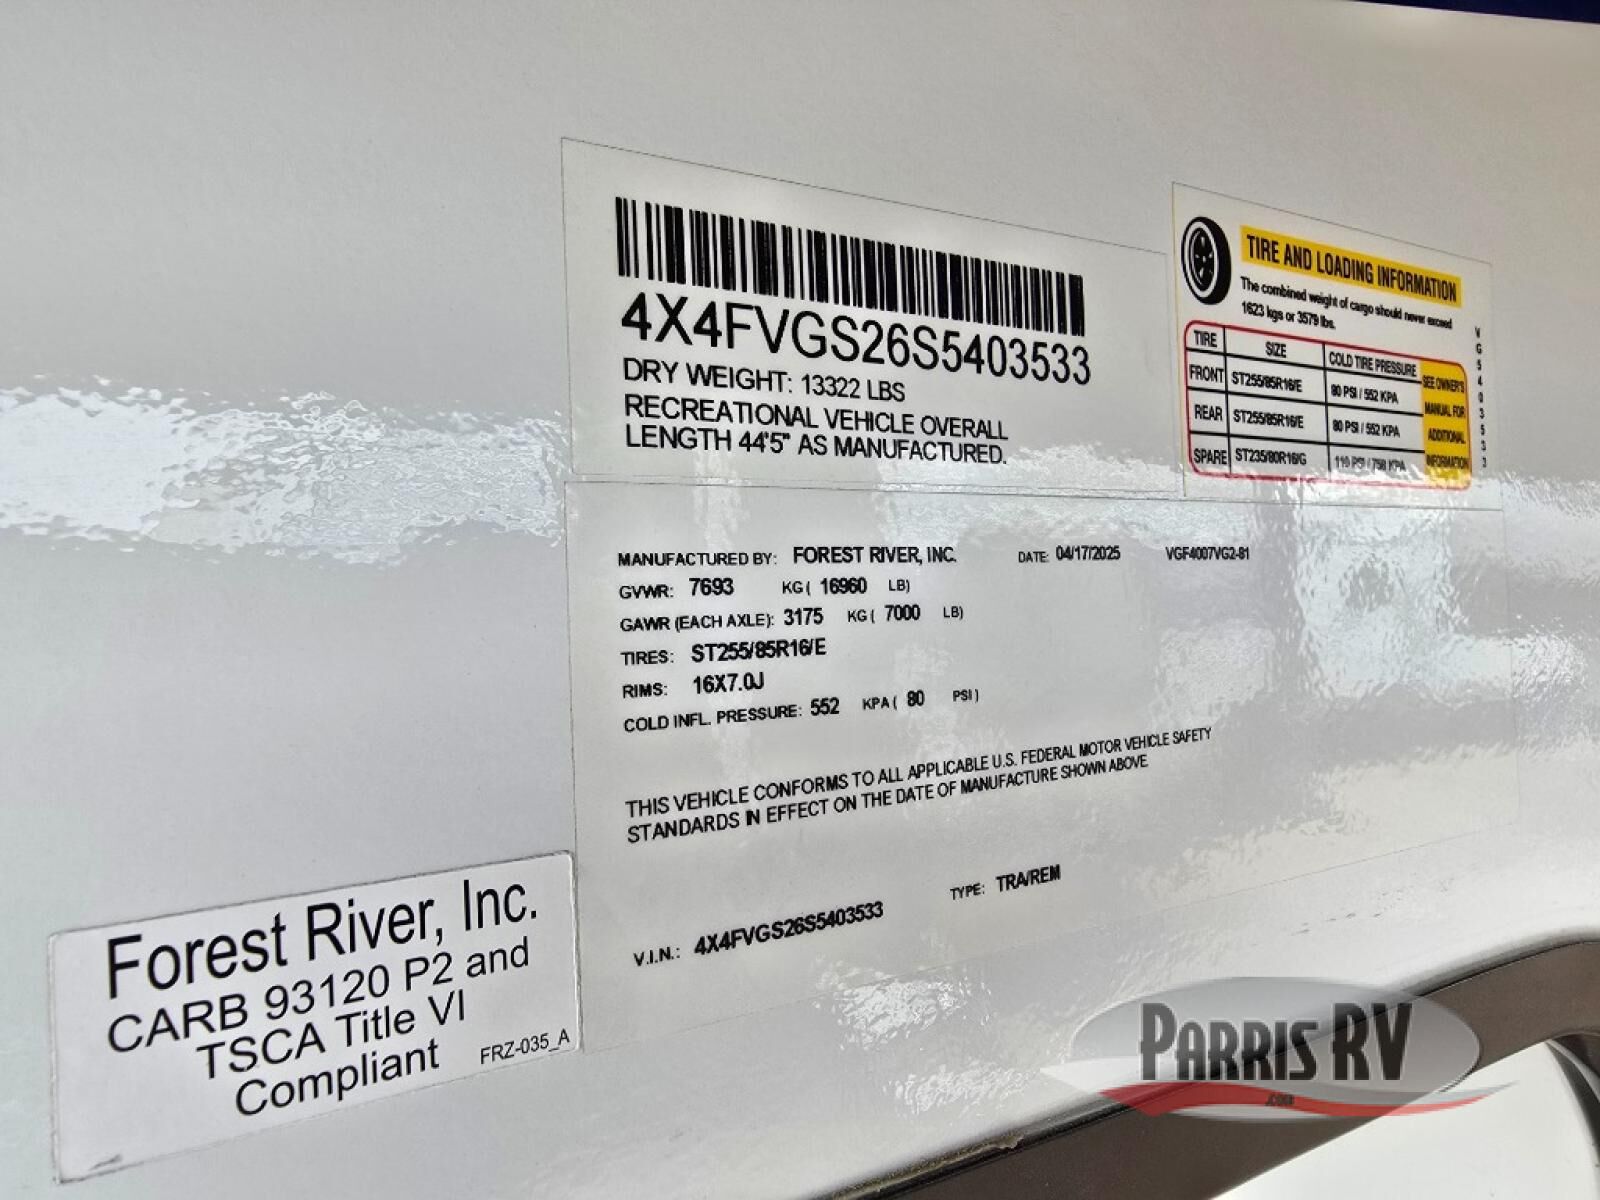 4X4FVGS26S5403533
DRY WEIGHT: 13322 LBS
RECREATIONAL VEHICLE OVERALL
LENGTH 44'5" AS MANUFACTURED.
TIRE AND LOADING INFORMATION
The combined weight of cargo should never exceed
1623 kgs or 3579 lbs.
TIRE SIZE COLD TIRE PRESSURE
FRONT ST255/85R16/E 80 PSI / 552 KPA
REAR ST255/85R16/E 80 PSI / 552 KPA
SPARE ST235/80R16/G 110 PSI / 758 KPA
SEE OWNER'S
MANUAL FOR
ADDITIONAL
INFORMATION
VG5403533
MANUFACTURED BY: FOREST RIVER, INC. DATE: 04/17/2025 VGF4007VG2-81
GVWR: 7693 KG ( 16960 LB)
GAWR (EACH AXLE): 3175 KG ( 7000 LB)
TIRES: ST255/85R16/E
RIMS: 16X7.0J
COLD INFL. PRESSURE: 552 KPA ( 80 PSI )
THIS VEHICLE CONFORMS TO ALL APPLICABLE U.S. FEDERAL MOTOR VEHICLE SAFETY
STANDARDS IN EFFECT ON THE DATE OF MANUFACTURE SHOWN ABOVE.
V.I.N.: 4X4FVGS26S5403533 TYPE: TRA/REM
Forest River, Inc.
CARB 93120 P2 and
TSCA Title VI
Compliant FRZ-035_A
PARRIS RV
.com